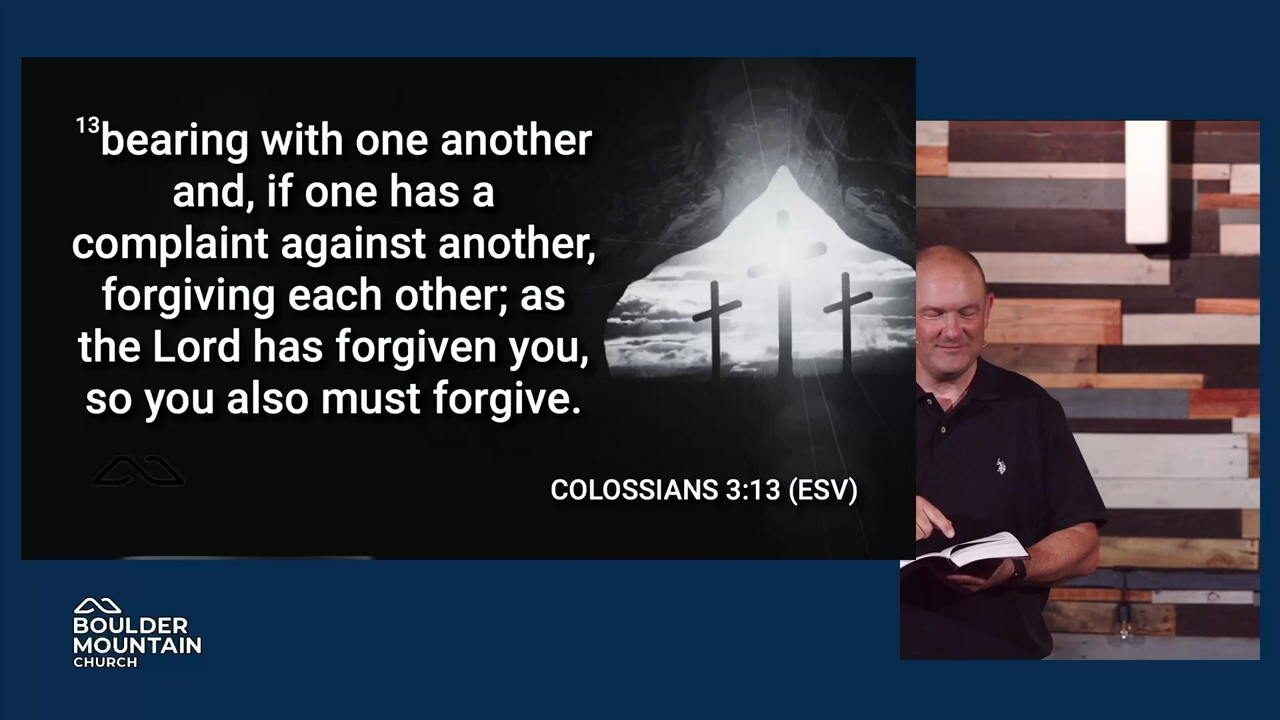 13bearing with one another
and, if one has a
complaint against another,
forgiving each other; as
the Lord has forgiven you,
so you also must forgive.
COLOSSIANS 3:13 (ESV)
BOULDER
MOUNTAIN
CHURCH